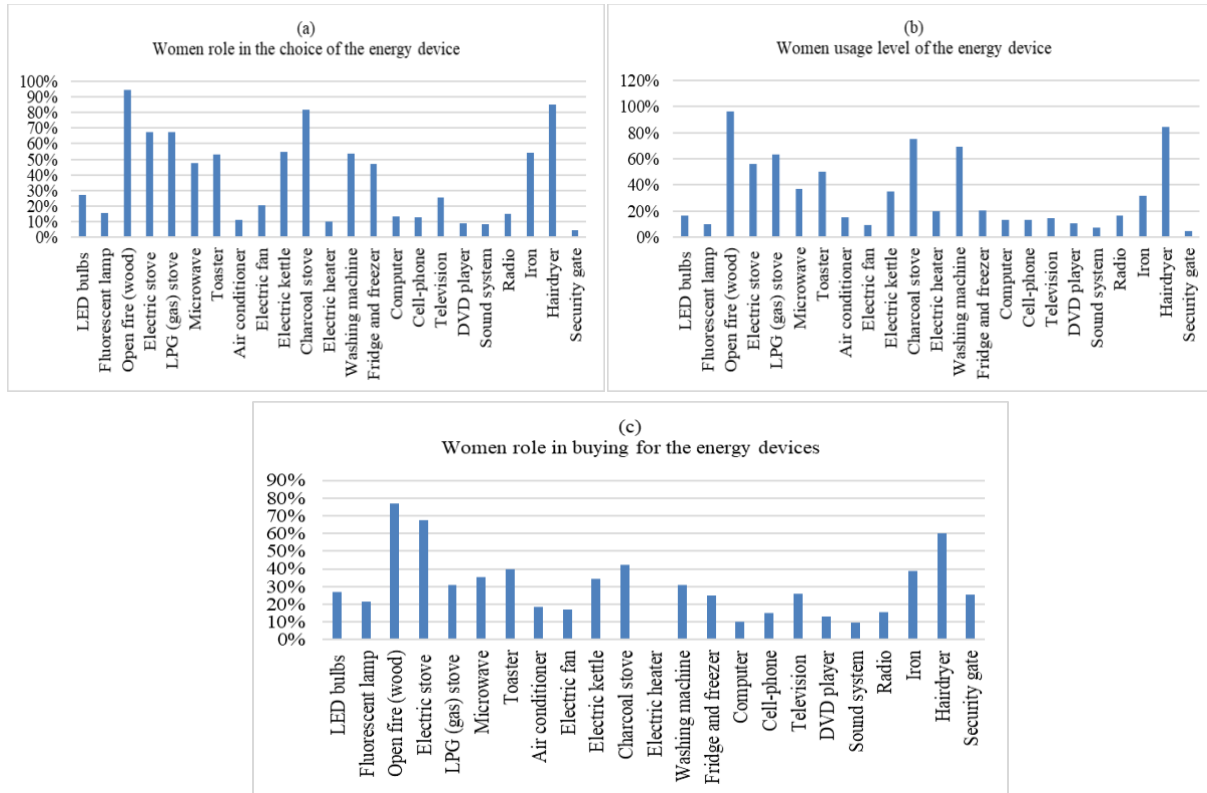 (a)
Women role in the choice of the energy device
100%
90%
80%
70%
60%
50%
40%
30%
20%
10%
0%
LED bulbs
Fluorescent lamp
Open fire (wood)
Electric stove
LPG (gas) stove
Microwave
Toaster
Air conditioner
Electric fan
Electric kettle
Charcoal stove
Electric heater
Washing machine
Fridge and freezer
Computer
Cell-phone
Television
DVD player
Sound system
Radio
Iron
Hairdryer
Security gate
(b)
Women usage level of the energy device
120%
100%
80%
60%
40%
20%
0%
LED bulbs
Fluorescent lamp
Open fire (wood)
Electric stove
LPG (gas) stove
Microwave
Toaster
Air conditioner
Electric fan
Electric kettle
Charcoal stove
Electric heater
Washing machine
Fridge and freezer
Computer
Cell-phone
Television
DVD player
Sound system
Radio
Iron
Hairdryer
Security gate
(c)
Women role in buying for the energy devices
90%
80%
70%
60%
50%
40%
30%
20%
10%
0%
LED bulbs
Fluorescent lamp
Open fire (wood)
Electric stove
LPG (gas) stove
Microwave
Toaster
Air conditioner
Electric fan
Electric kettle
Charcoal stove
Electric heater
Washing machine
Fridge and freezer
Computer
Cell-phone
Television
DVD player
Sound system
Radio
Iron
Hairdryer
Security gate